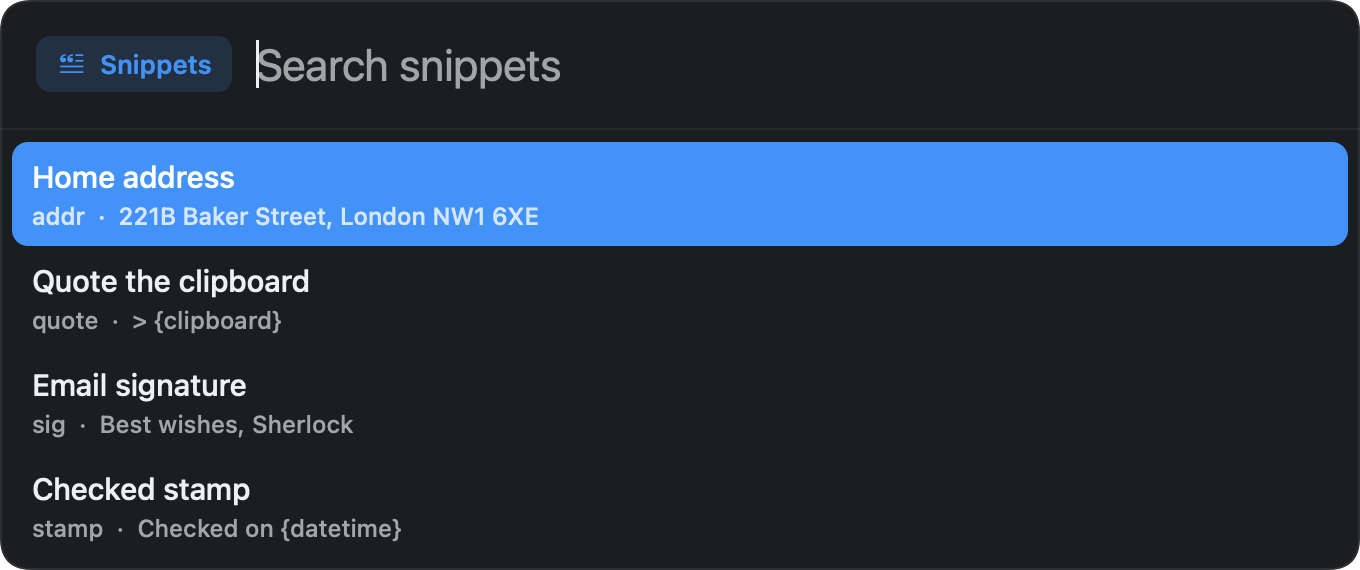 Snippets
Search snippets
Home address
addr · 221B Baker Street, London NW1 6XE
Quote the clipboard
quote · > {clipboard}
Email signature
sig · Best wishes, Sherlock
Checked stamp
stamp · Checked on {datetime}